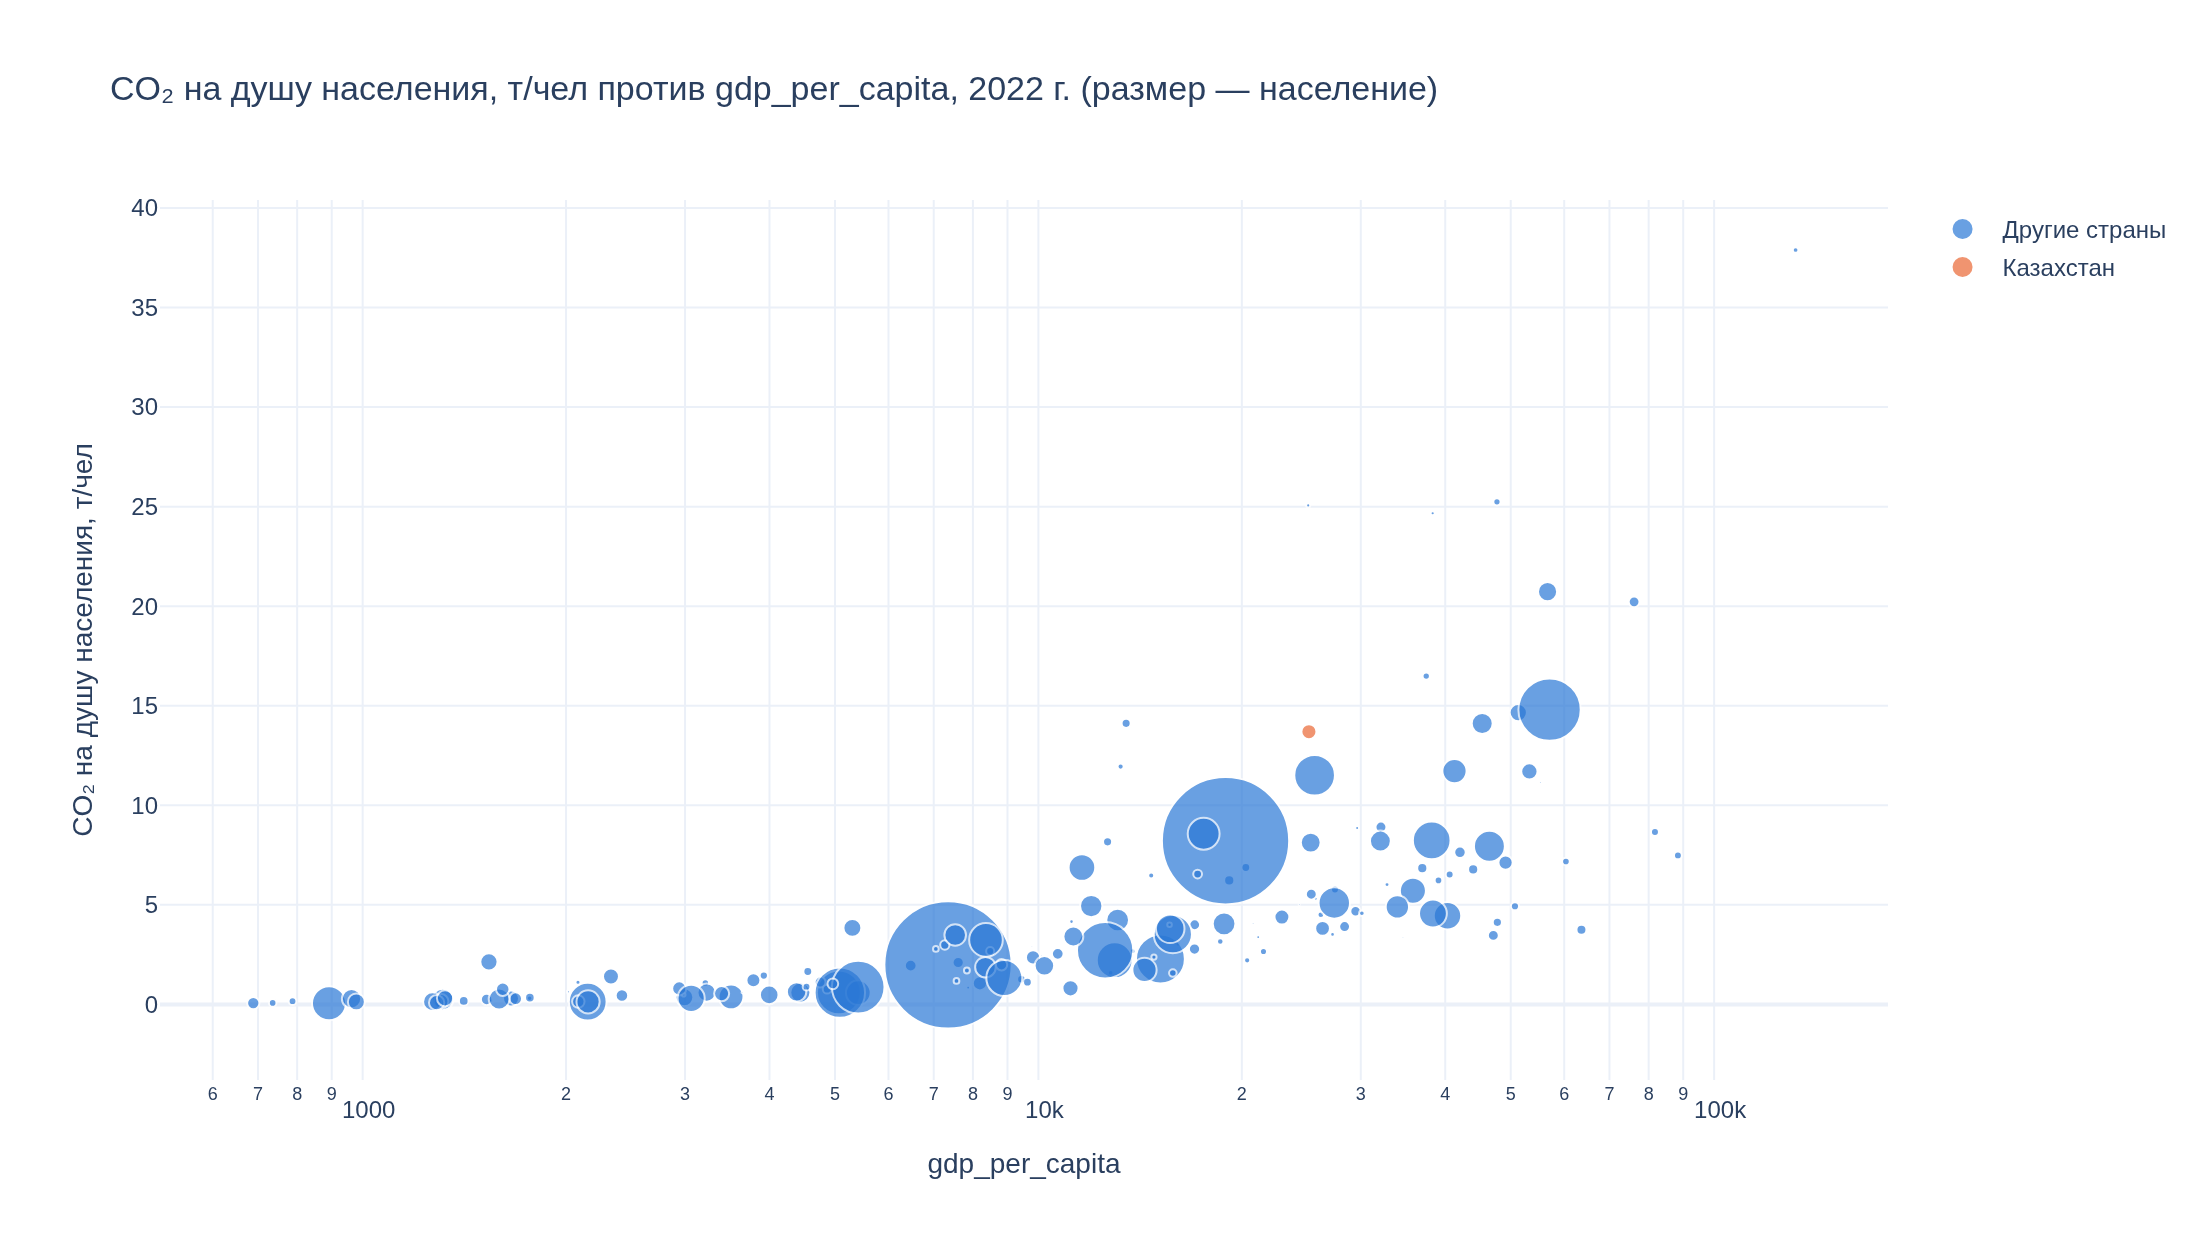 CO₂ на душу населения, т/чел против gdp_per_capita, 2022 г. (размер — население)
Другие страны
Казахстан
CO₂ на душу населения, т/чел
40
35
30
25
20
15
10
5
0
6 7 8 9 1000 2 3 4 5 6 7 8 9 10k 2 3 4 5 6 7 8 9 100k
gdp_per_capita